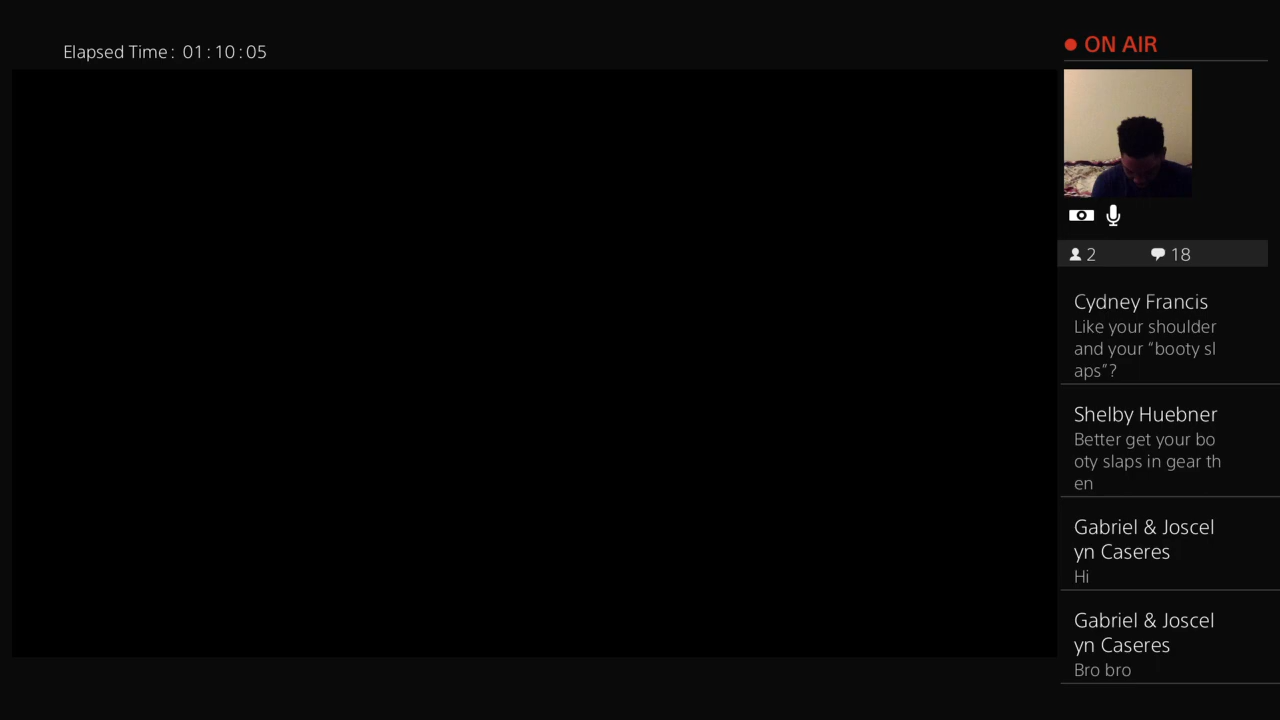 Elapsed Time: 01:10:05
ON AIR
2 18
Cydney Francis
Like your shoulder
and your “booty sl
aps”?
Shelby Huebner
Better get your bo
oty slaps in gear th
en
Gabriel & Joscel
yn Caseres
Hi
Gabriel & Joscel
yn Caseres
Bro bro